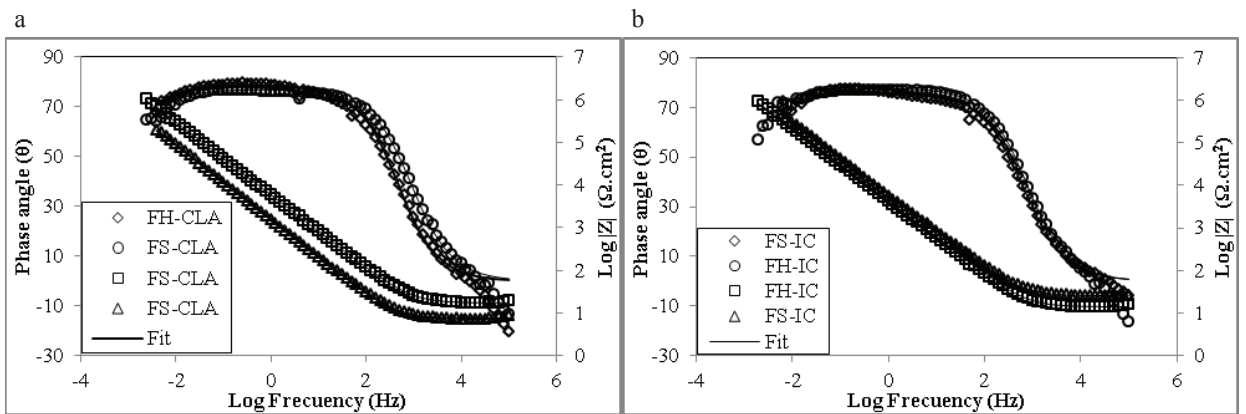 a
90
70
50
30
10
-10
-30
Phase angle (θ)
7
6
5
4
3
2
1
0
Log|Z| (Ω.cm²)
FH-CLA
FS-CLA
FS-CLA
FS-CLA
Fit
-4 -2 0 2 4 6
Log Frecuency (Hz)
b
90
70
50
30
10
-10
-30
Phase angle (θ)
7
6
5
4
3
2
1
0
Log|Z| (Ω.cm²)
FS-IC
FH-IC
FH-IC
FS-IC
Fit
-4 -2 0 2 4 6
Log Frecuency (Hz)